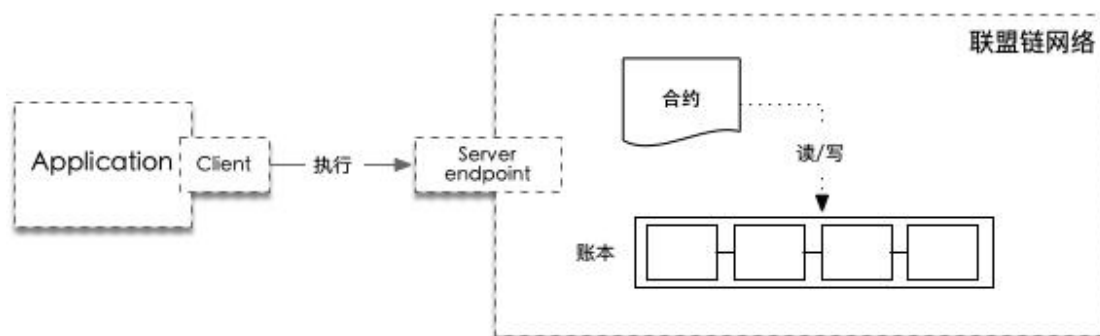 联盟链网络
合约
Application
Client
执行
Server
endpoint
读/写
账本